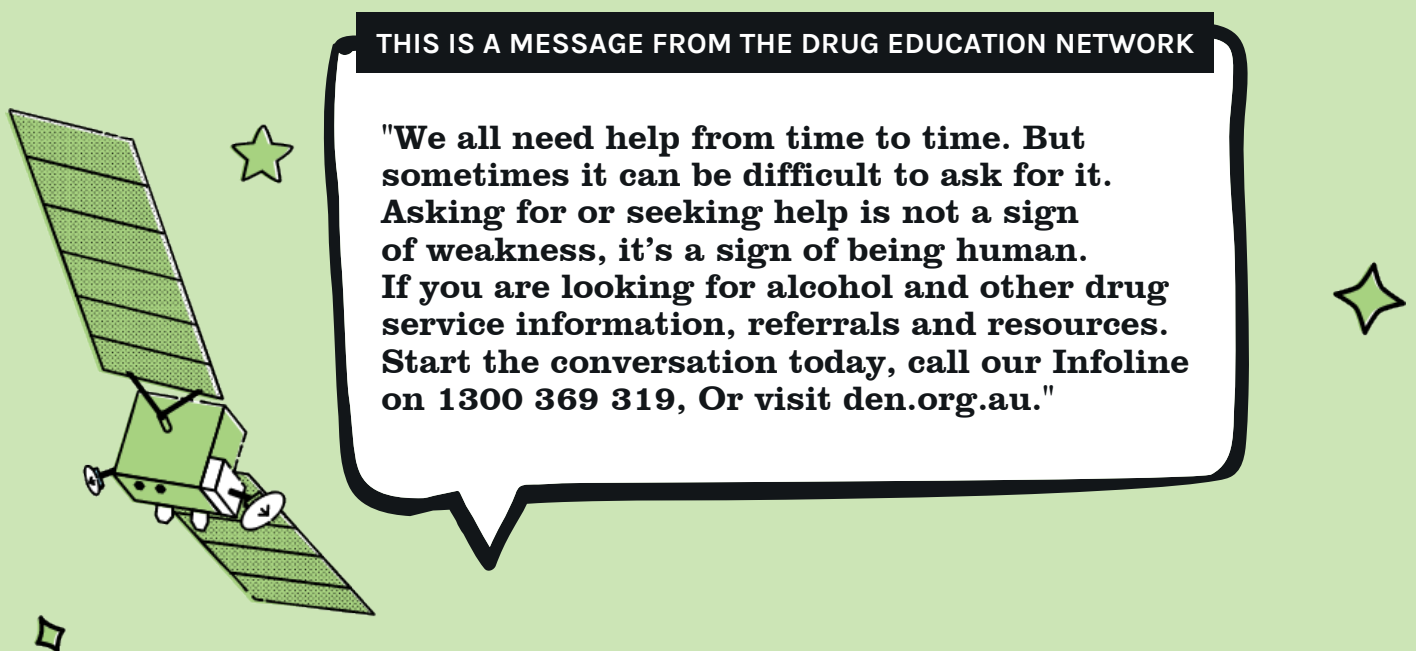 THIS IS A MESSAGE FROM THE DRUG EDUCATION NETWORK
"We all need help from time to time. But
sometimes it can be difficult to ask for it.
Asking for or seeking help is not a sign
of weakness, it’s a sign of being human.
If you are looking for alcohol and other drug
service information, referrals and resources.
Start the conversation today, call our Infoline
on 1300 369 319, Or visit den.org.au."